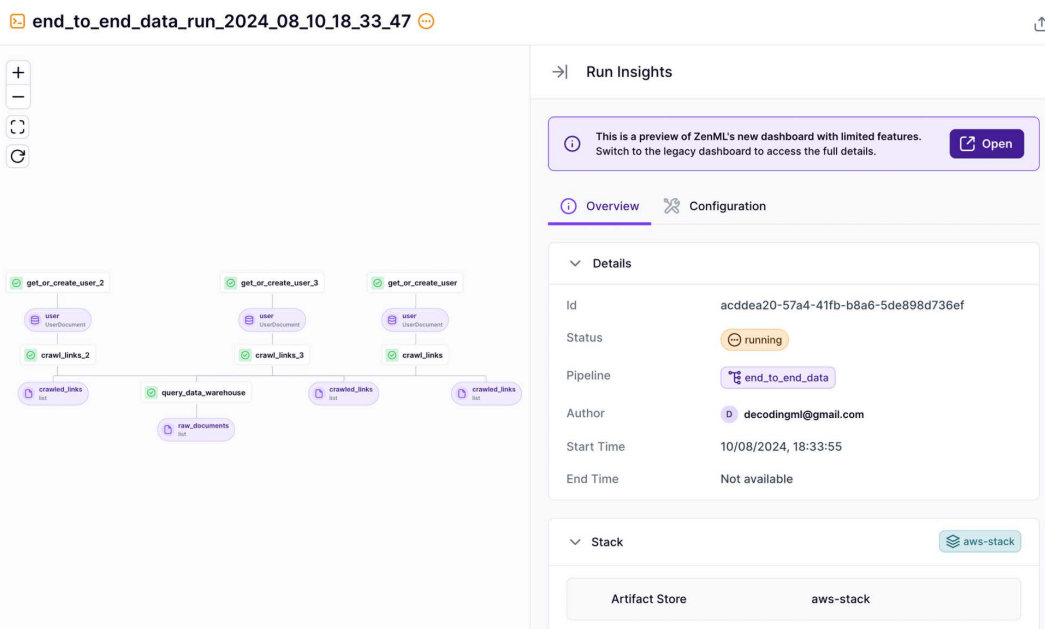 end_to_end_data_run_2024_08_10_18_33_47
Run Insights
This is a preview of ZenML's new dashboard with limited features.
Switch to the legacy dashboard to access the full details.
Open
Overview
Configuration
get_or_create_user_2
get_or_create_user_3
get_or_create_user
user
UserDocument
user
UserDocument
user
UserDocument
crawl_links_2
crawl_links_3
crawl_links
crawled_links
list
query_data_warehouse
crawled_links
list
crawled_links
list
raw_documents
list
Details
Id acddea20-57a4-41fb-b8a6-5de898d736ef
Status running
Pipeline end_to_end_data
Author D decodingml@gmail.com
Start Time 10/08/2024, 18:33:55
End Time Not available
Stack aws-stack
Artifact Store aws-stack